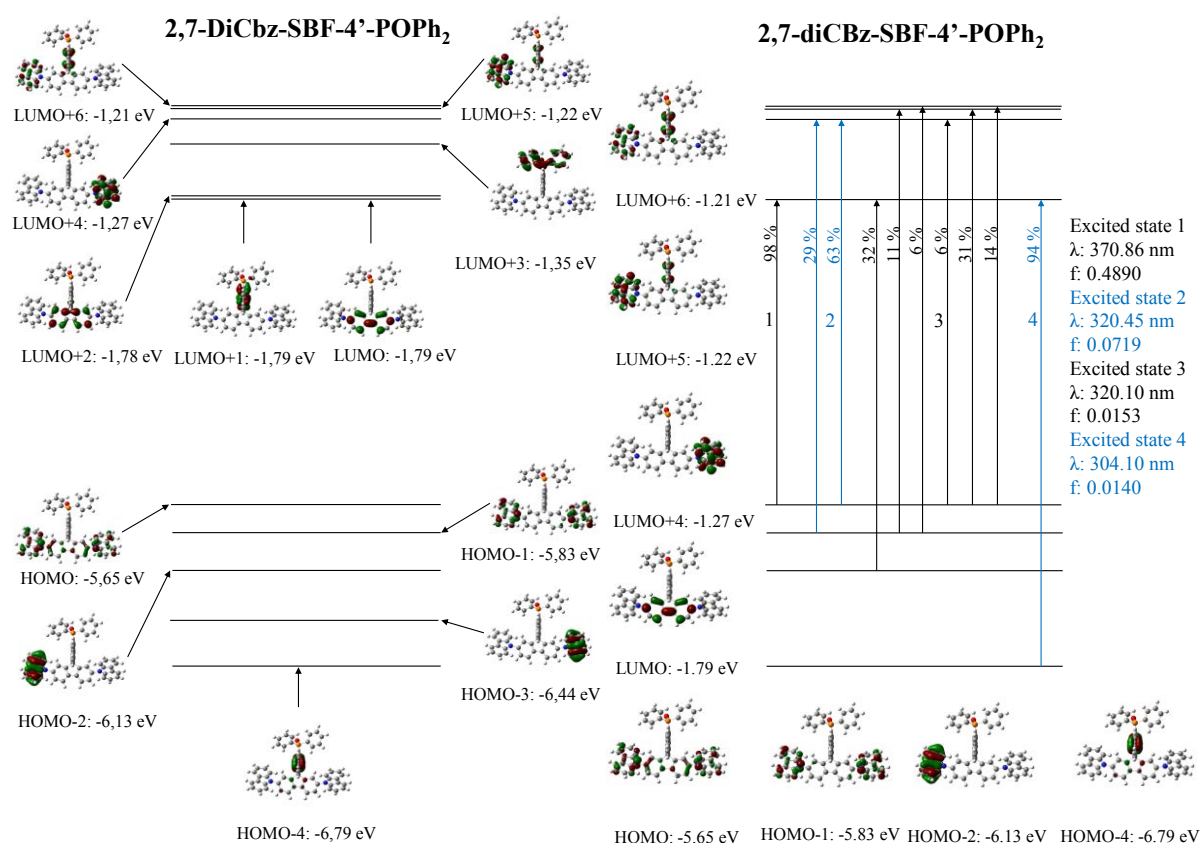 2,7-DiCbz-SBF-4'-POPh₂
LUMO+6: -1,21 eV
LUMO+5: -1,22 eV
LUMO+4: -1,27 eV
LUMO+3: -1,35 eV
LUMO+2: -1,78 eV
LUMO+1: -1,79 eV
LUMO: -1,79 eV
HOMO: -5,65 eV
HOMO-1: -5,83 eV
HOMO-2: -6,13 eV
HOMO-3: -6,44 eV
HOMO-4: -6,79 eV
2,7-diCBz-SBF-4'-POPh₂
LUMO+6: -1.21 eV
LUMO+5: -1.22 eV
LUMO+4: -1.27 eV
LUMO: -1.79 eV
98 %
29 %
63 %
32 %
11 %
6 %
6 %
31 %
14 %
94 %
1
2
3
4
Excited state 1
λ: 370.86 nm
f: 0.4890
Excited state 2
λ: 320.45 nm
f: 0.0719
Excited state 3
λ: 320.10 nm
f: 0.0153
Excited state 4
λ: 304.10 nm
f: 0.0140
HOMO: -5.65 eV
HOMO-1: -5.83 eV
HOMO-2: -6.13 eV
HOMO-4: -6.79 eV